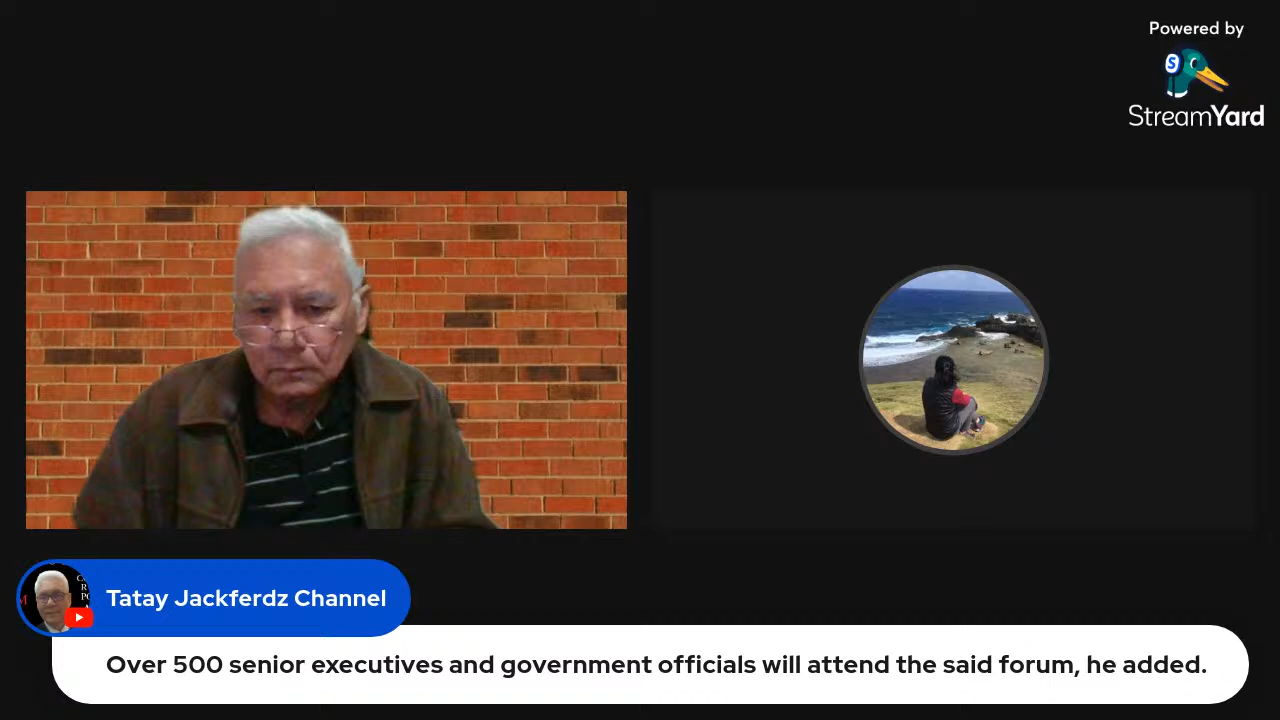 Powered by
S
StreamYard
Tatay Jackferdz Channel
Over 500 senior executives and government officials will attend the said forum, he added.